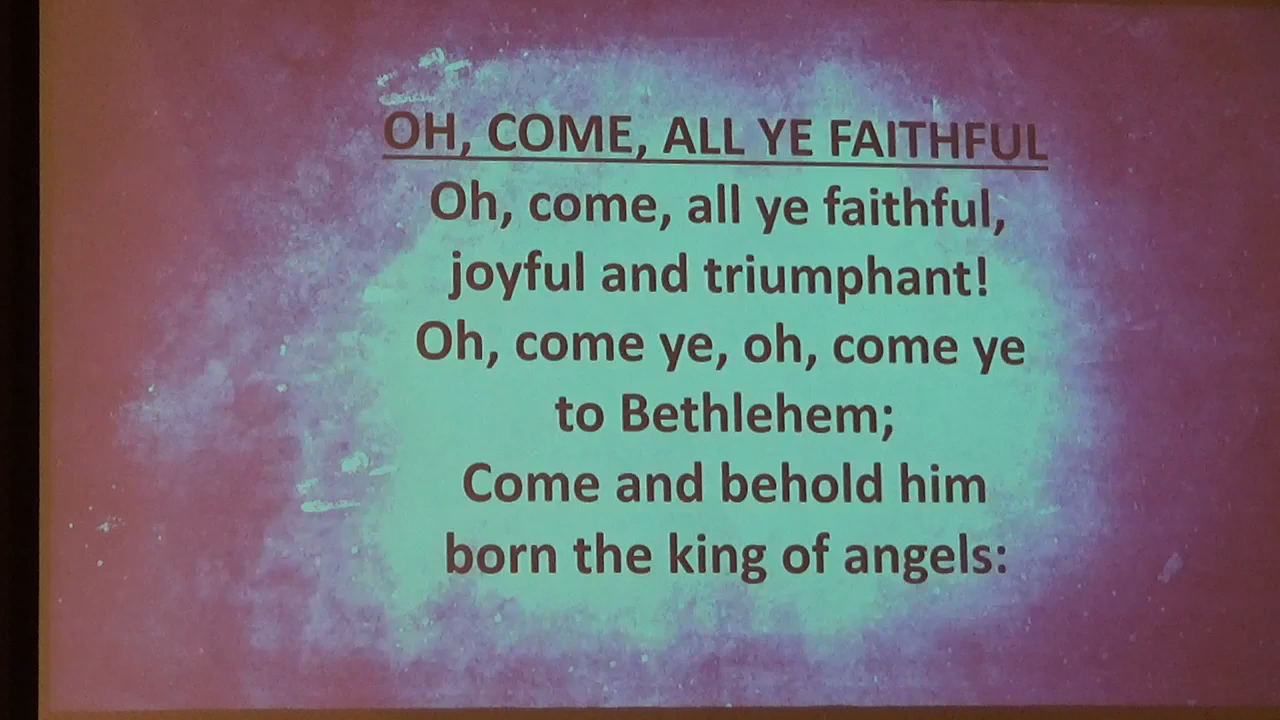 OH, COME, ALL YE FAITHFUL
Oh, come, all ye faithful,
joyful and triumphant!
Oh, come ye, oh, come ye
to Bethlehem;
Come and behold him
born the king of angels: